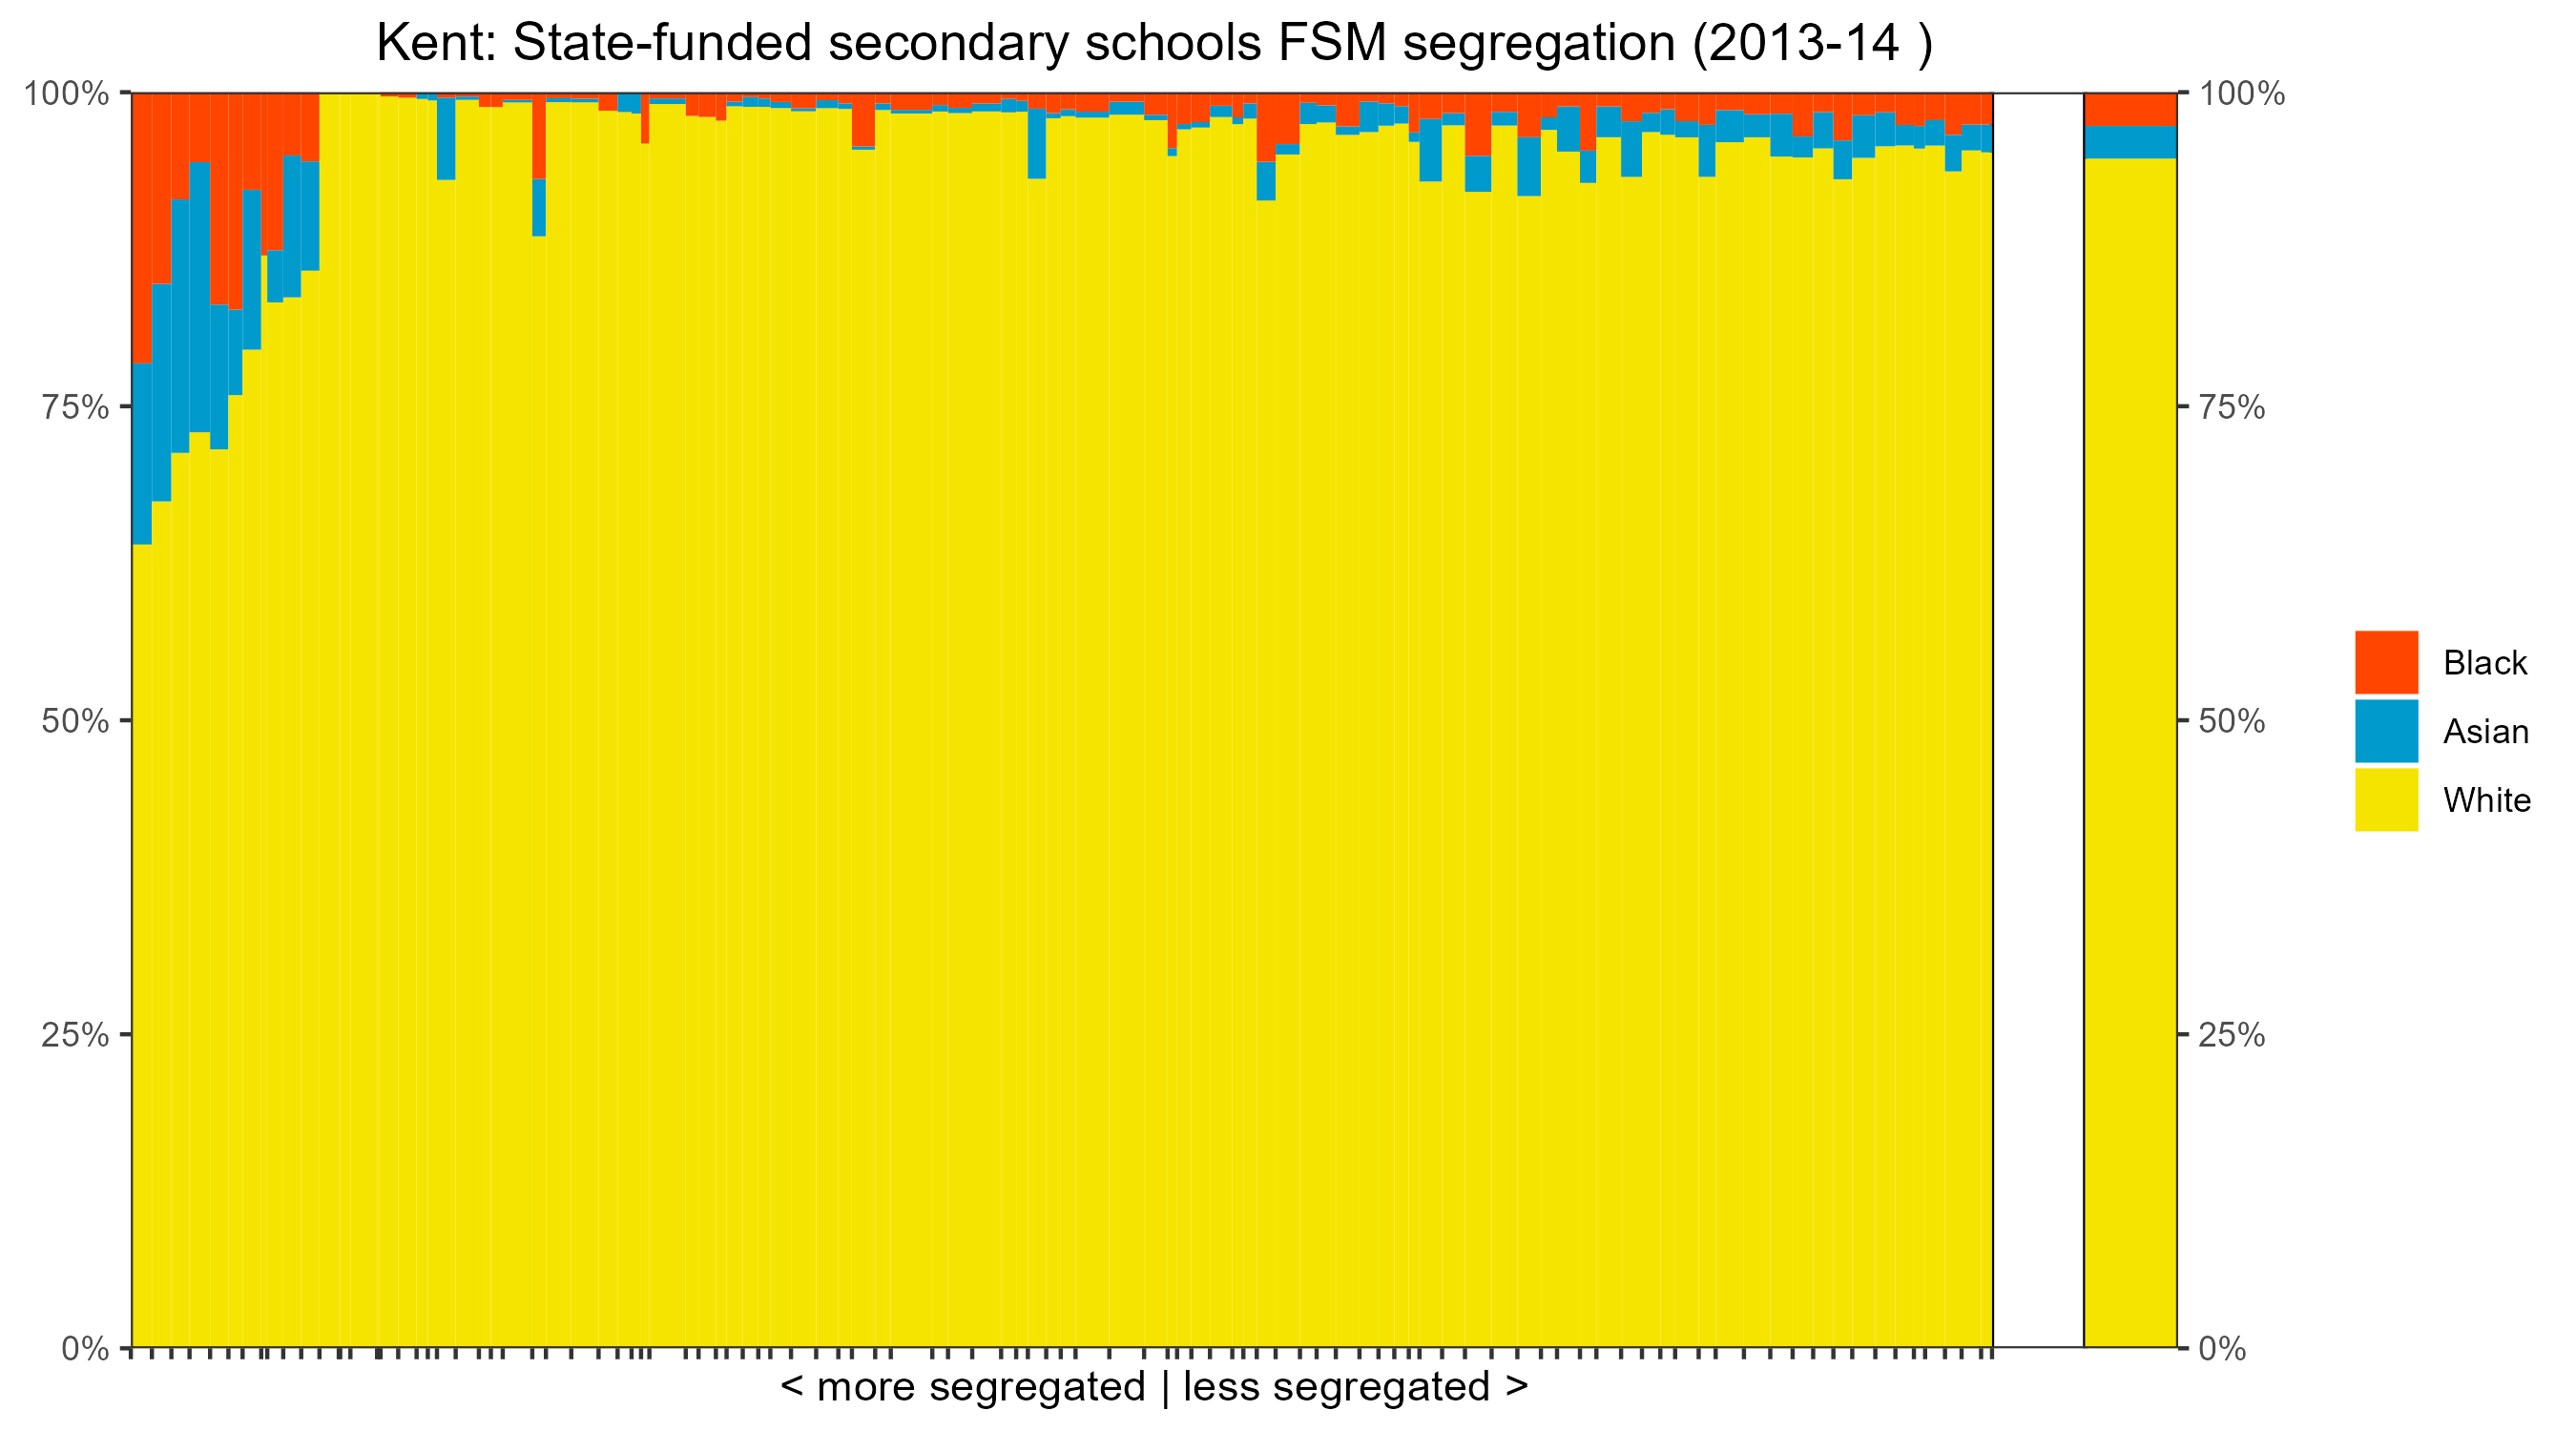 Kent: State-funded secondary schools FSM segregation (2013-14 )
100%
75%
50%
25%
0%
100%
75%
50%
25%
0%
Black
Asian
White
< more segregated | less segregated >